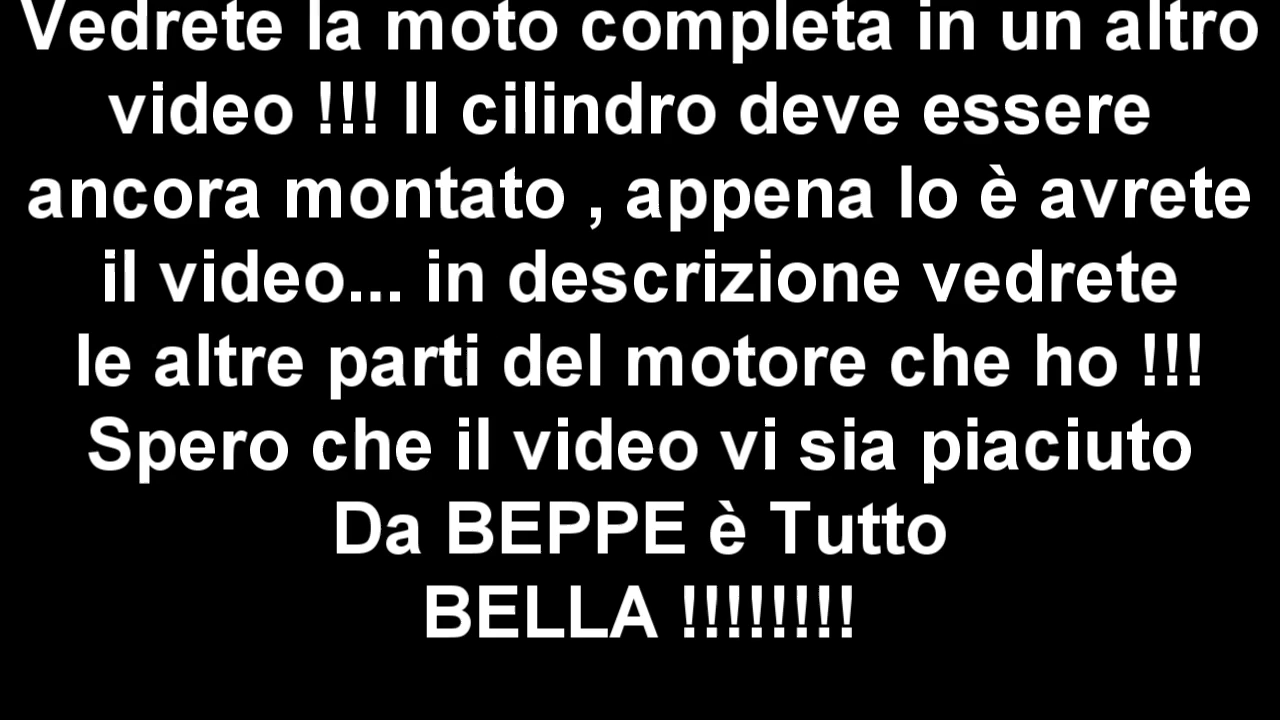 Vedrete la moto completa in un altro
video !!! Il cilindro deve essere
ancora montato , appena lo è avrete
il video... in descrizione vedrete
le altre parti del motore che ho !!!
Spero che il video vi sia piaciuto
Da BEPPE è Tutto
BELLA !!!!!!!!